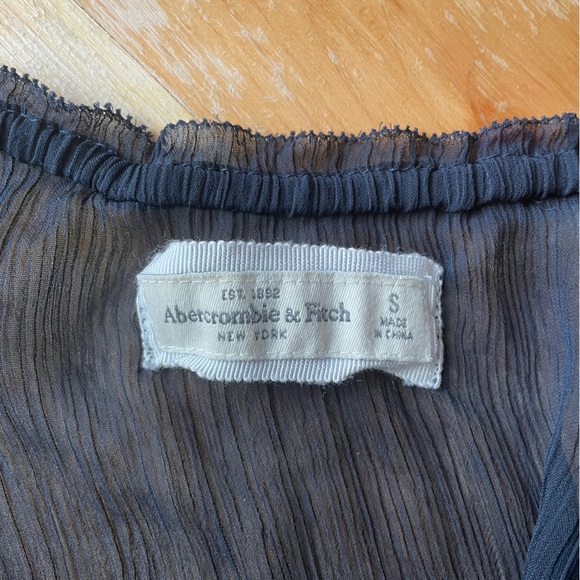 EST. 1892
Abercrombie & Fitch
NEW YORK
S
MADE
IN CHINA